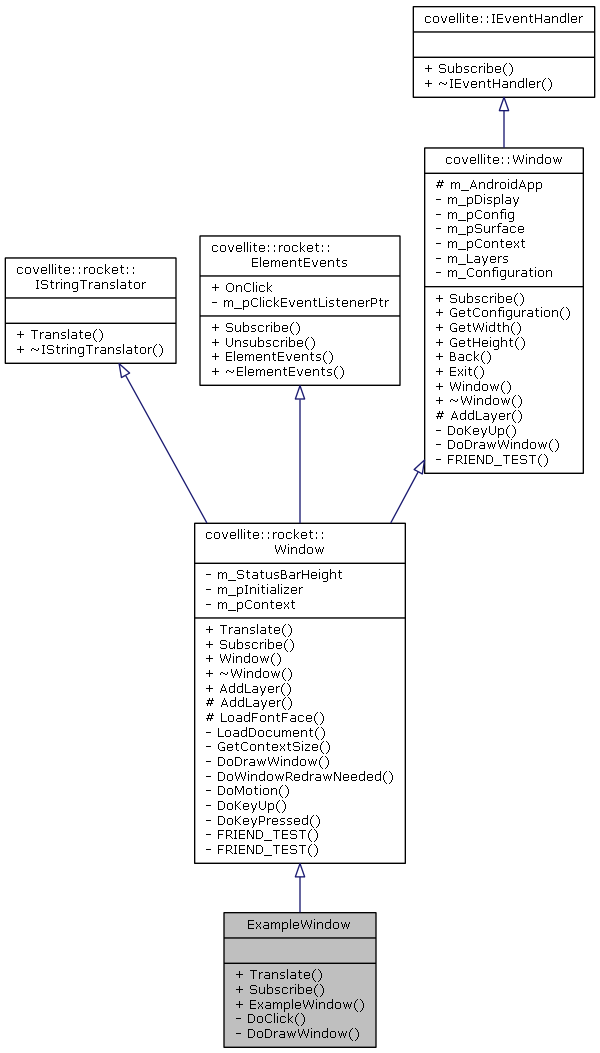 covellite::IEventHandler
+ Subscribe()
+ ~IEventHandler()
covellite::Window
# m_AndroidApp
- m_pDisplay
- m_pConfig
- m_pSurface
- m_pContext
- m_Layers
- m_Configuration
+ Subscribe()
+ GetConfiguration()
+ GetWidth()
+ GetHeight()
+ Back()
+ Exit()
+ Window()
+ ~Window()
# AddLayer()
- DoKeyUp()
- DoDrawWindow()
- FRIEND_TEST()
covellite::rocket::
ElementEvents
+ OnClick
- m_pClickEventListenerPtr
+ Subscribe()
+ Unsubscribe()
+ ElementEvents()
+ ~ElementEvents()
covellite::rocket::
IStringTranslator
+ Translate()
+ ~IStringTranslator()
covellite::rocket::
Window
- m_StatusBarHeight
- m_pInitializer
- m_pContext
+ Translate()
+ Subscribe()
+ Window()
+ ~Window()
+ AddLayer()
# AddLayer()
# LoadFontFace()
- LoadDocument()
- GetContextSize()
- DoDrawWindow()
- DoWindowRedrawNeeded()
- DoMotion()
- DoKeyUp()
- DoKeyPressed()
- FRIEND_TEST()
- FRIEND_TEST()
ExampleWindow
+ Translate()
+ Subscribe()
+ ExampleWindow()
- DoClick()
- DoDrawWindow()